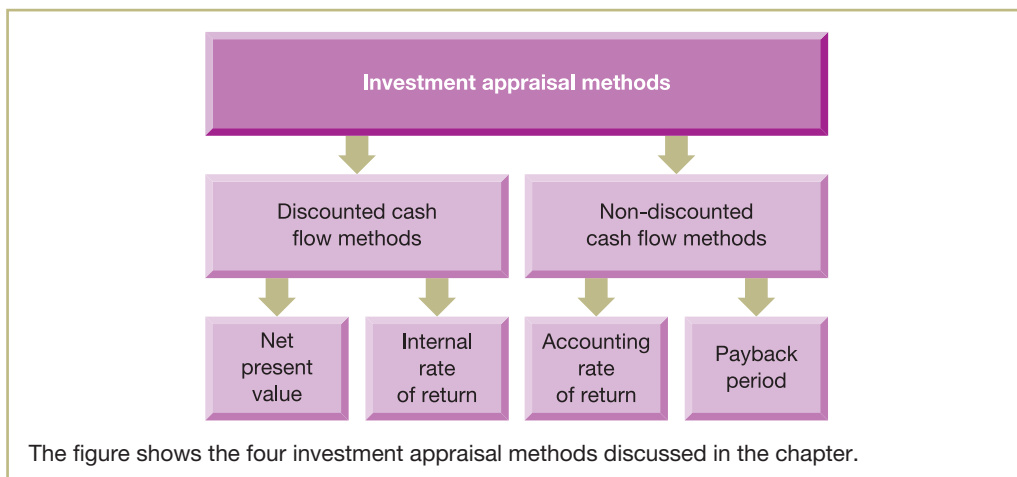 Investment appraisal methods
Discounted cash
flow methods
Non-discounted
cash flow methods
Net
present
value
Internal
rate
of return
Accounting
rate
of return
Payback
period
The figure shows the four investment appraisal methods discussed in the chapter.